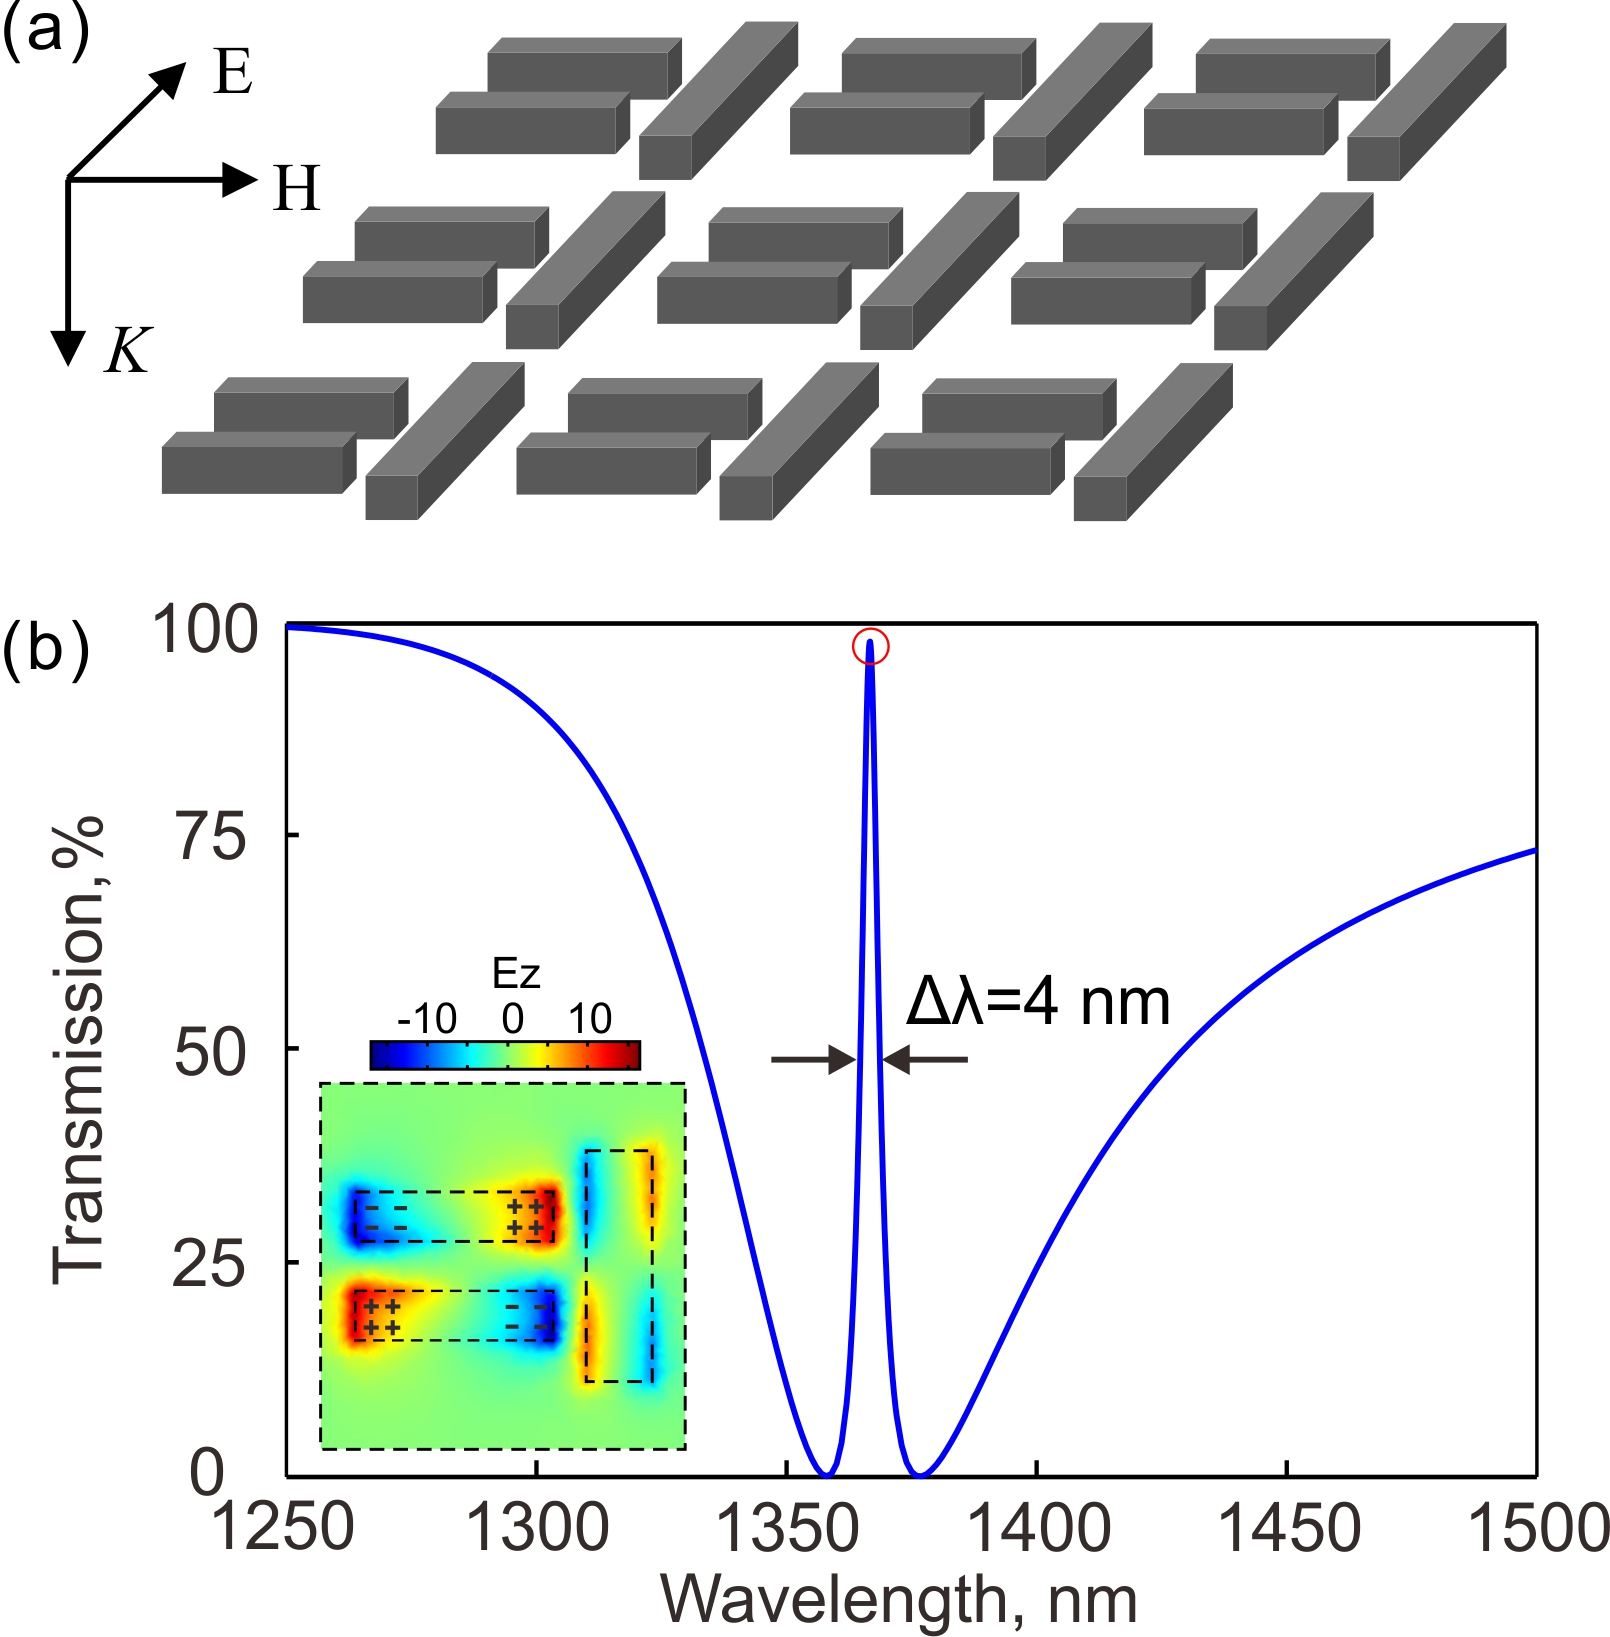 (a)
E
H
K
(b)
100
75
50
25
0
Transmission,%
Ez
-10 0 10
- - ++
- - ++
++ - -
++ - -
Δλ=4 nm
1250 1300 1350 1400 1450 1500
Wavelength, nm